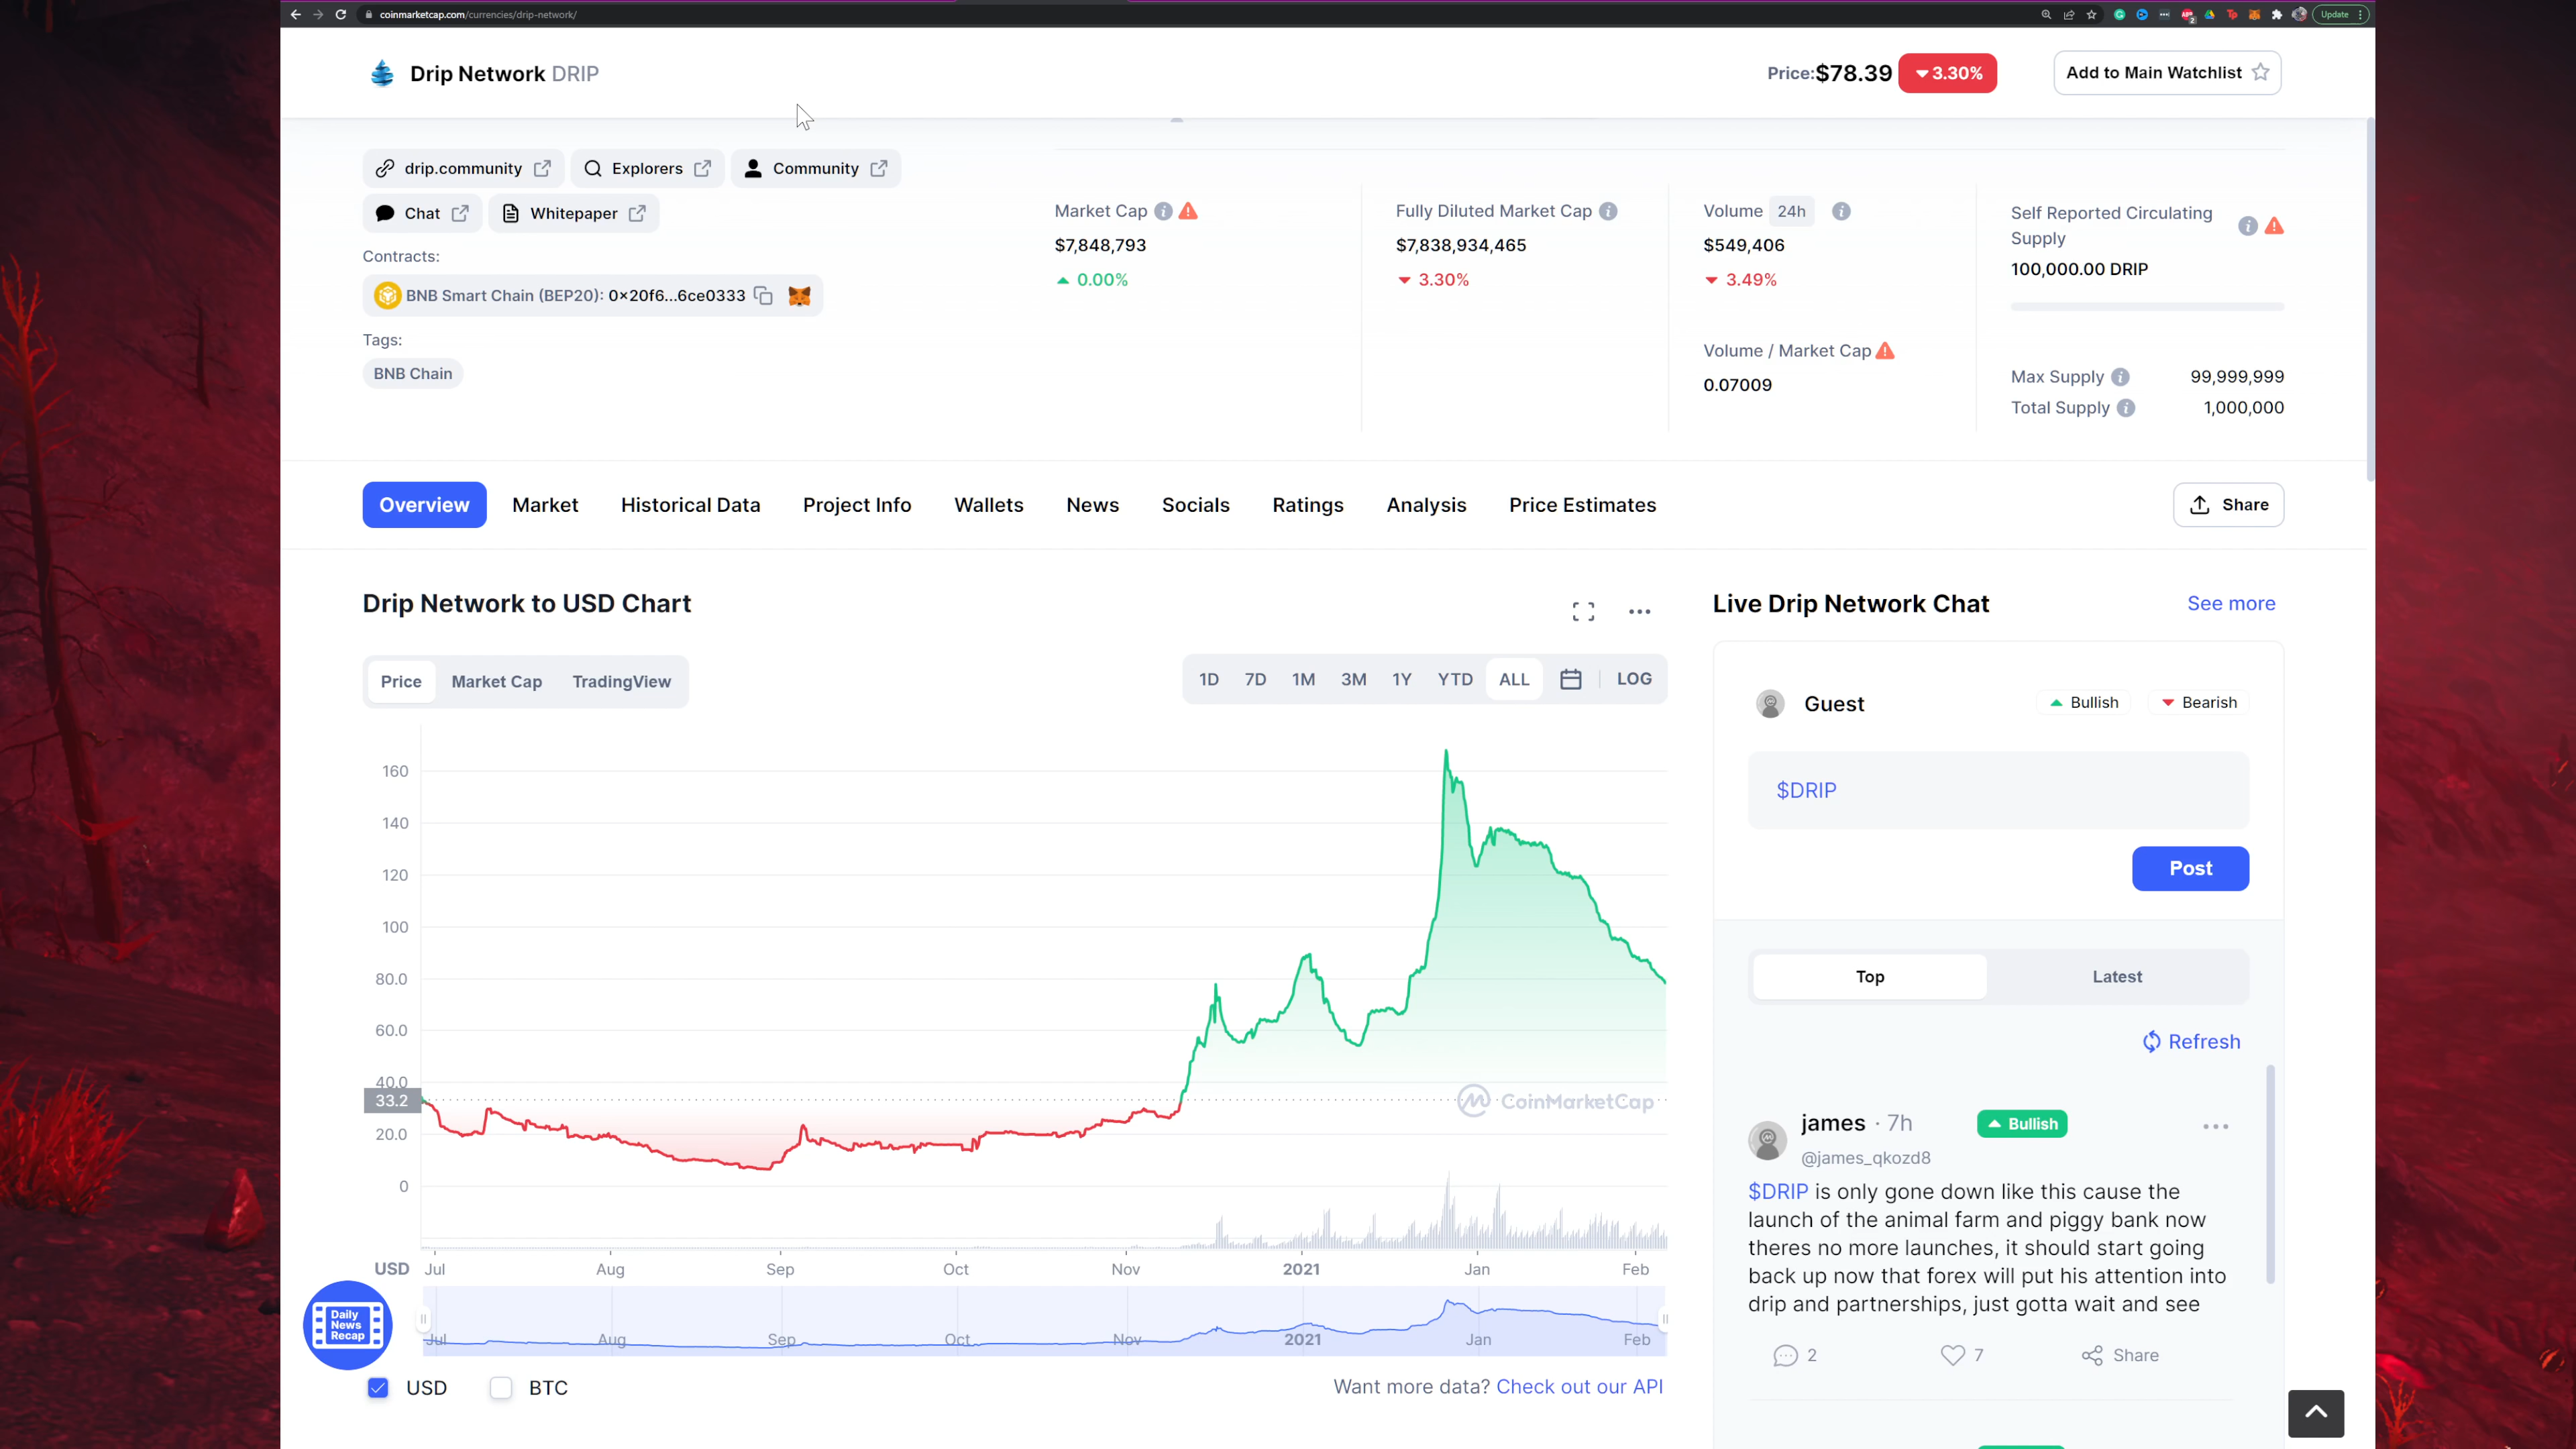 coinmarketcap.com/currencies/drip-network/
Update
Drip Network DRIP
Price:$78.39 3.30%
Add to Main Watchlist
drip.community
Explorers
Community
Chat
Whitepaper
Contracts:
BNB Smart Chain (BEP20): 0x20f6...6ce0333
Tags:
BNB Chain
Market Cap
$7,848,793
0.00%
Fully Diluted Market Cap
$7,838,934,465
3.30%
Volume 24h
$549,406
3.49%
Volume / Market Cap
0.07009
Self Reported Circulating
Supply
100,000.00 DRIP
Max Supply 99,999,999
Total Supply 1,000,000
Overview Market Historical Data Project Info Wallets News Socials Ratings Analysis Price Estimates
Share
Drip Network to USD Chart
Price Market Cap TradingView
1D 7D 1M 3M 1Y YTD ALL LOG
160
140
120
100
80.0
60.0
40.0
33.2
20.0
0
CoinMarketCap
USD Jul Aug Sep Oct Nov 2021 Jan Feb
Jul Aug Sep Oct Nov 2021 Jan Feb
Daily
News
Recap
USD BTC
Want more data? Check out our API
Live Drip Network Chat
See more
Guest
Bullish
Bearish
$DRIP
Post
Top
Latest
Refresh
james · 7h
Bullish
@james_qkozd8
$DRIP is only gone down like this cause the
launch of the animal farm and piggy bank now
theres no more launches, it should start going
back up now that forex will put his attention into
drip and partnerships, just gotta wait and see
2
7
Share